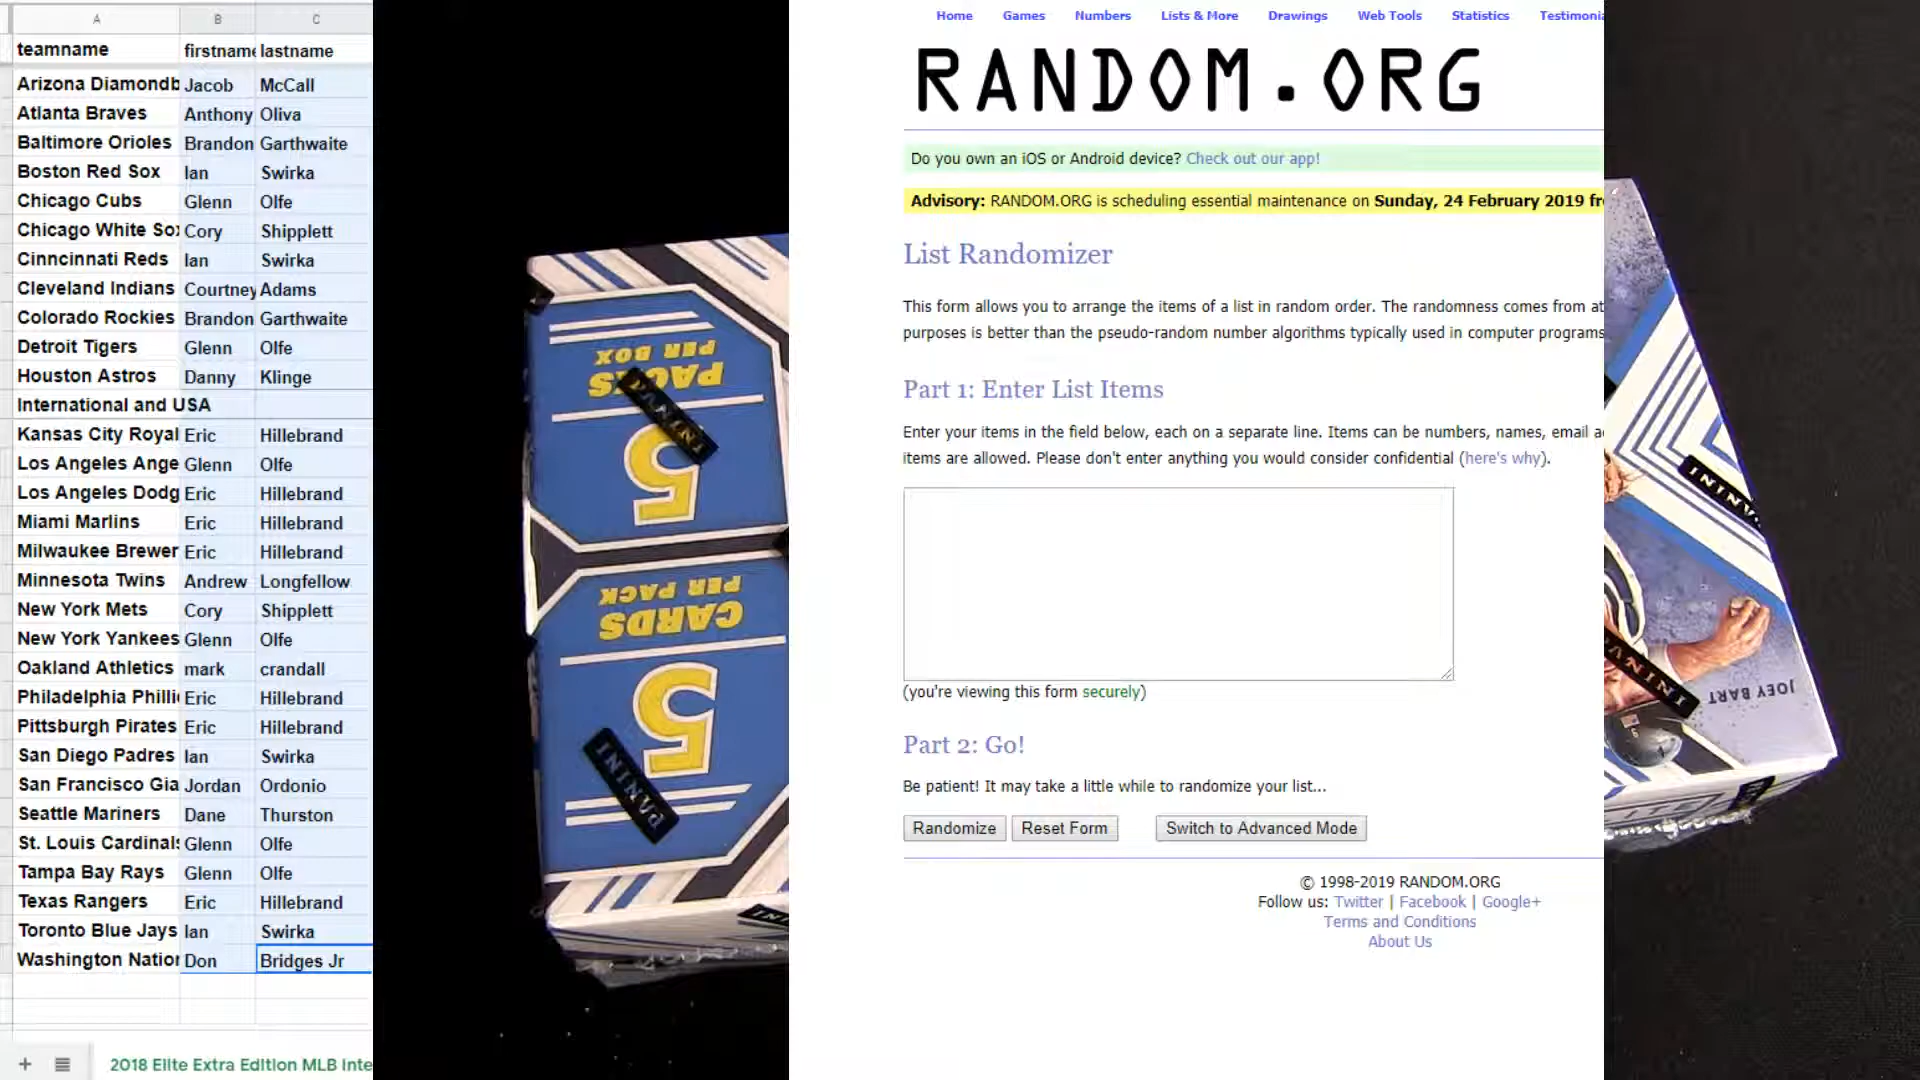 A B C
teamname firstname lastname
Arizona Diamondb Jacob McCall
Atlanta Braves Anthony Oliva
Baltimore Orioles Brandon Garthwaite
Boston Red Sox Ian Swirka
Chicago Cubs Glenn Olfe
Chicago White Sox Cory Shipplett
Cinncinnati Reds Ian Swirka
Cleveland Indians Courtney Adams
Colorado Rockies Brandon Garthwaite
Detroit Tigers Glenn Olfe
Houston Astros Danny Klinge
International and USA
Kansas City Royal Eric Hillebrand
Los Angeles Ange Glenn Olfe
Los Angeles Dodg Eric Hillebrand
Miami Marlins Eric Hillebrand
Milwaukee Brewer Eric Hillebrand
Minnesota Twins Andrew Longfellow
New York Mets Cory Shipplett
New York Yankees Glenn Olfe
Oakland Athletics mark crandall
Philadelphia Philli Eric Hillebrand
Pittsburgh Pirates Eric Hillebrand
San Diego Padres Ian Swirka
San Francisco Gia Jordan Ordonio
Seattle Mariners Dane Thurston
St. Louis Cardinals Glenn Olfe
Tampa Bay Rays Glenn Olfe
Texas Rangers Eric Hillebrand
Toronto Blue Jays Ian Swirka
Washington Nation Don Bridges Jr
2018 Elite Extra Edition MLB Inte
5
PACKS
PER BOX
PANINI
5
CARDS
PER PACK
PANINI
Home Games Numbers Lists & More Drawings Web Tools Statistics Testimonia
RANDOM.ORG
Do you own an iOS or Android device? Check out our app!
Advisory: RANDOM.ORG is scheduling essential maintenance on Sunday, 24 February 2019 fr
List Randomizer
This form allows you to arrange the items of a list in random order. The randomness comes from at
purposes is better than the pseudo-random number algorithms typically used in computer programs
Part 1: Enter List Items
Enter your items in the field below, each on a separate line. Items can be numbers, names, email a
items are allowed. Please don't enter anything you would consider confidential (here's why).
(you're viewing this form securely)
Part 2: Go!
Be patient! It may take a little while to randomize your list...
Randomize Reset Form Switch to Advanced Mode
© 1998-2019 RANDOM.ORG
Follow us: Twitter | Facebook | Google+
Terms and Conditions
About Us
PANINI
PANINI
JOEY BART